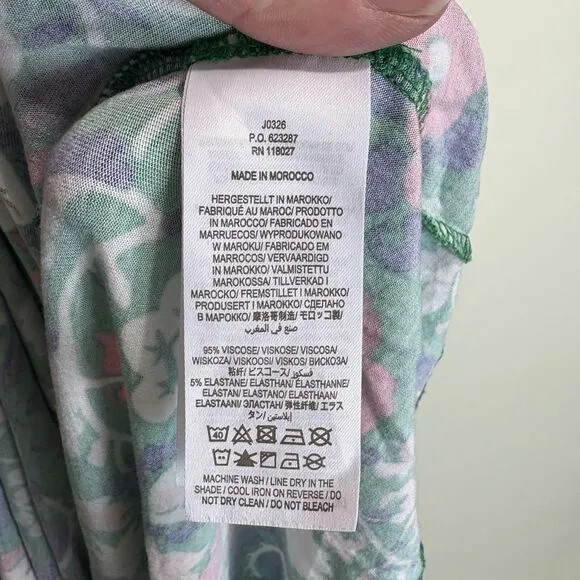 J0326
P.O. 623287
RN 118027
MADE IN MOROCCO
HERGESTELLT IN MAROKKO/
FABRIQUÉ AU MAROC/ PRODOTTO
IN MAROCCO/ FABRICADO EN
MARRUECOS/ WYPRODUKOWANO
W MAROKU/ FABRICADO EM
MARROCOS/ VERVAARDIGD
IN MAROKKO/ VALMISTETTU
MAROKOSSA/ TILLVERKAD I
MAROCKO/ FREMSTILLET I MAROKKO/
PRODUSERT I MAROKKO/ СДЕЛАНО
В МАРОККО/ 摩洛哥制造/ モロッコ製/
صنع في المغرب
95% VISCOSE/ VISKOSE/ VISCOSA/
WISKOZA/ VISKOOSI/ VISKOS/ ВИСКОЗА/
粘纤/ ビスコース/ فسكوز/
5% ELASTANE/ ELASTHAN/ ELASTHANNE/
ELASTAN/ ELASTANO/ ELASTAAN/
ELASTAANI/ ЭЛАСТАН/ 弹性纤维/ エラス
タン/ إيلاستين/
40
MACHINE WASH / LINE DRY IN THE
SHADE / COOL IRON ON REVERSE / DO
NOT DRY CLEAN / DO NOT BLEACH